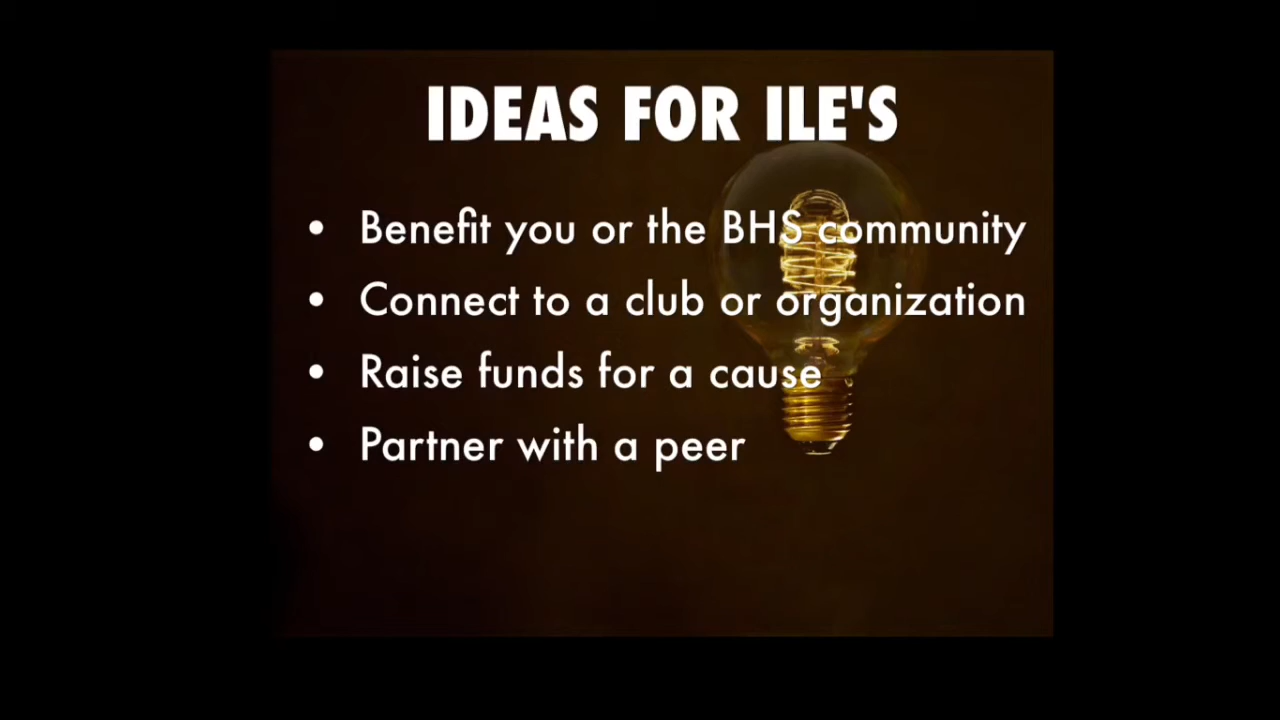 IDEAS FOR ILE'S
• Benefit you or the BHS community
• Connect to a club or organization
• Raise funds for a cause
• Partner with a peer